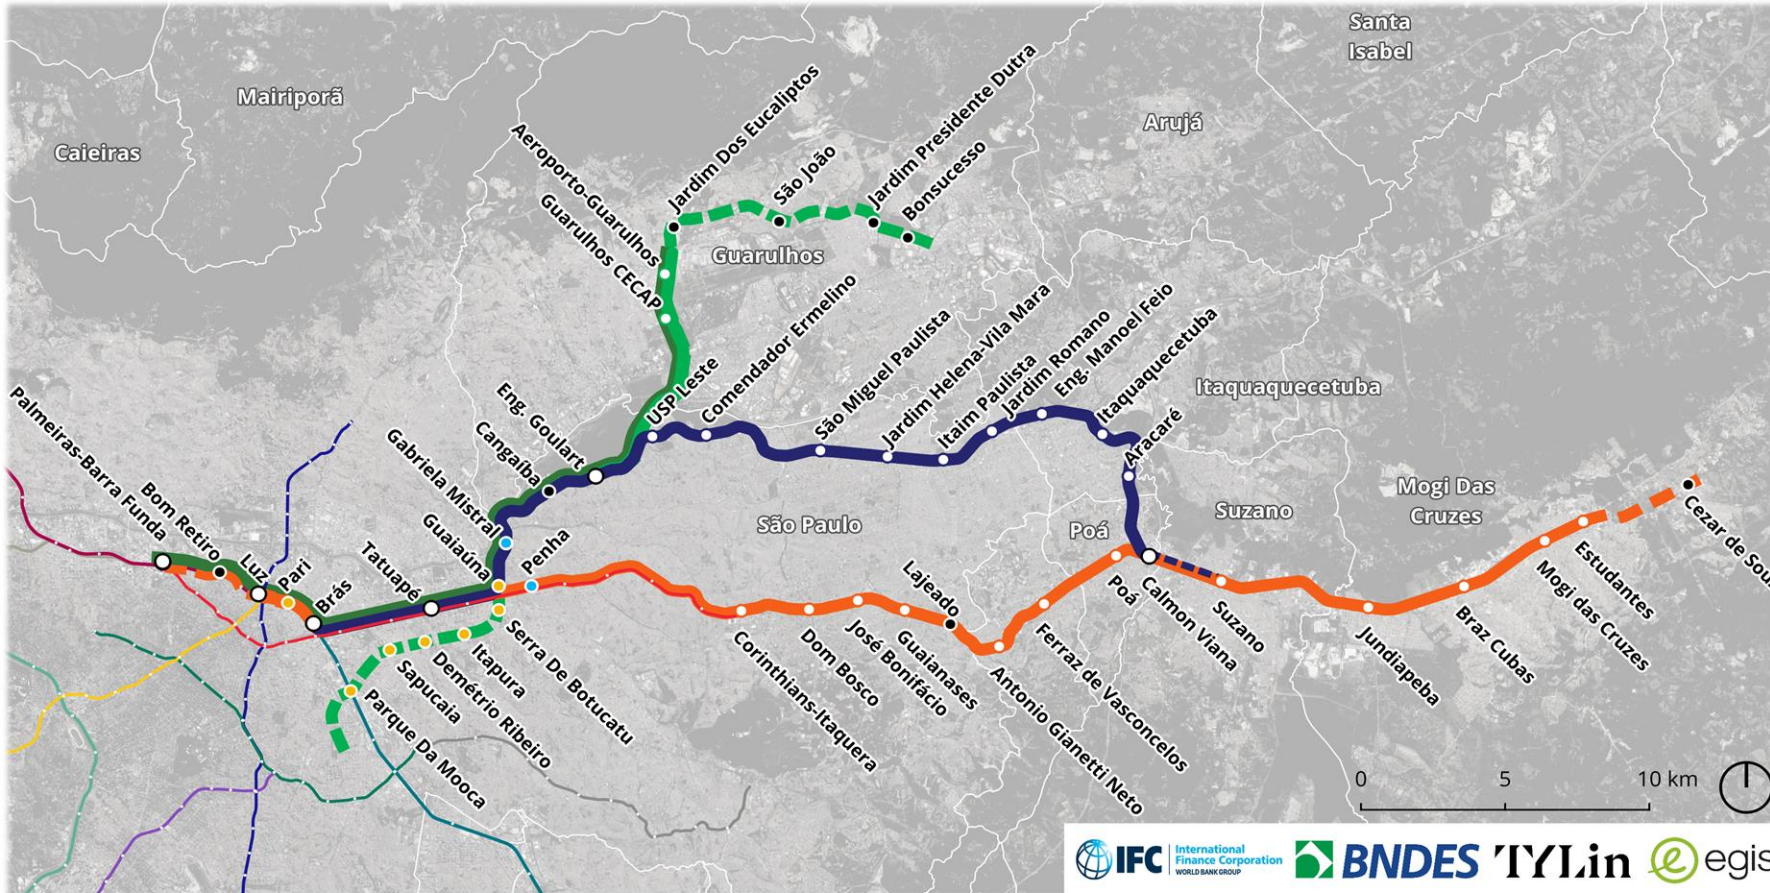 Santa
Isabel
Mairiporã
Caieiras
Arujá
Jardim Dos Eucaliptos
São João
Jardim Presidente Dutra
Bonsucesso
Aeroporto-Guarulhos
Guarulhos CECAP
Guarulhos
Comendador Ermelino
USP Leste
São Miguel Paulista
Jardim Helena-Vila Mara
Itaim Paulista
Jardim Romano
Eng. Manoel Feio
Itaquaquecetuba
Itaquaquecetuba
Aracaré
Eng. Goulart
Cangaíba
Gabriela Mistral
Guaiaúna
Penha
Palmeiras-Barra Funda
Bom Retiro
Luz
Pari
Brás
Tatuapé
São Paulo
Poá
Suzano
Mogi Das
Cruzes
Lajeado
Poá
Calmon Viana
Suzano
Jundiapeba
Braz Cubas
Mogi das Cruzes
Estudantes
Cezar de Sou
Serra De Botucatu
Itapura
Demétrio Ribeiro
Sapucaia
Parque Da Mooca
Corinthians-Itaquera
Dom Bosco
José Bonifácio
Guaianases
Antonio Gianetti Neto
Ferraz de Vasconcelos
0 5 10 km
IFC International
Finance Corporation
WORLD BANK GROUP
BNDES
TYLin
egis